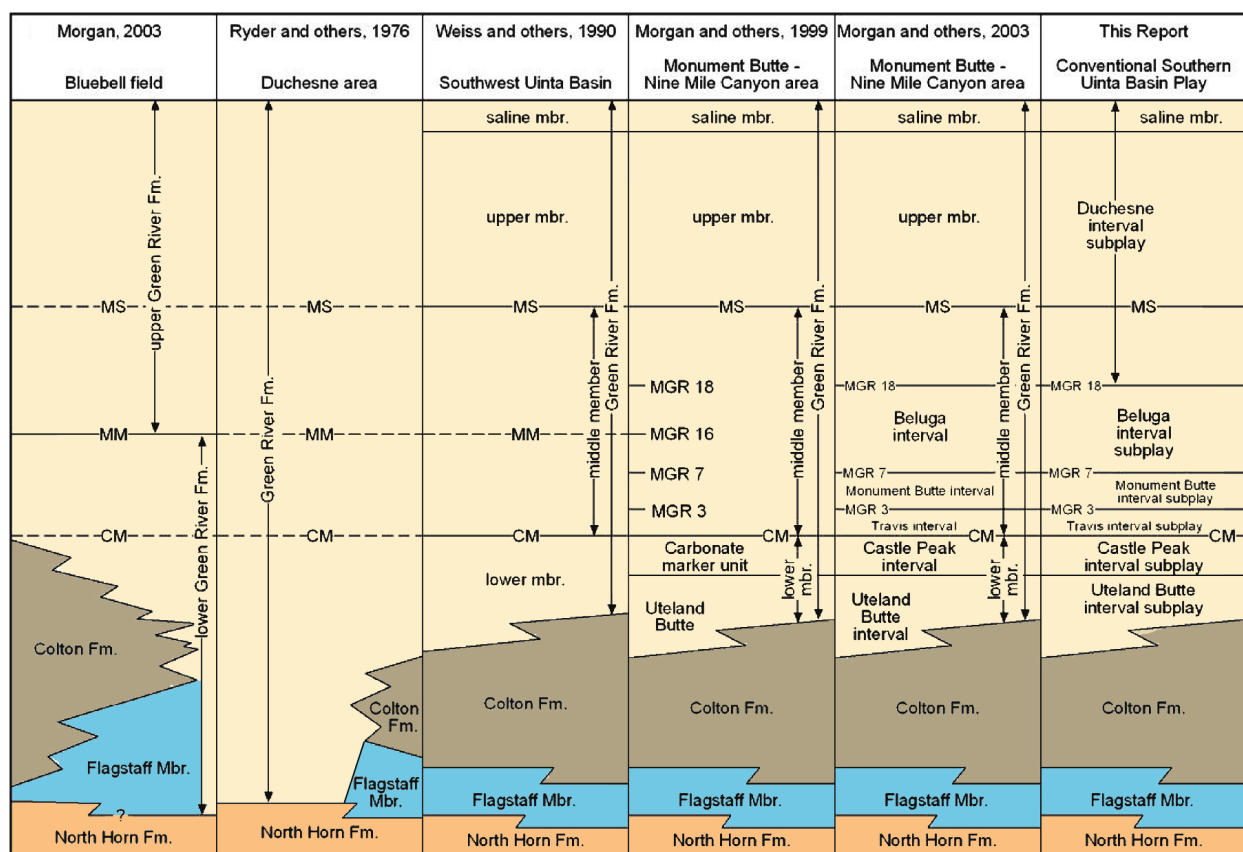 Morgan, 2003
Bluebell field
Ryder and others, 1976
Duchesne area
Weiss and others, 1990
Southwest Uinta Basin
Morgan and others, 1999
Monument Butte -
Nine Mile Canyon area
Morgan and others, 2003
Monument Butte -
Nine Mile Canyon area
This Report
Conventional Southern
Uinta Basin Play
upper Green River Fm.
MS
MM
lower Green River Fm.
CM
Colton Fm.
Flagstaff Mbr.
?
North Horn Fm.
Green River Fm.
MS
MM
CM
Colton
Fm.
Flagstaff
Mbr.
North Horn Fm.
saline mbr.
upper mbr.
Green River Fm.
MS
middle member
MM
CM
lower mbr.
Colton Fm.
Flagstaff Mbr.
North Horn Fm.
saline mbr.
upper mbr.
Green River Fm.
MS
middle member
MGR 18
MGR 16
MGR 7
MGR 3
CM
Carbonate
marker unit
lower
mbr.
Uteland
Butte
Colton Fm.
Flagstaff Mbr.
North Horn Fm.
saline mbr.
upper mbr.
Green River Fm.
MS
middle member
MGR 18
Beluga
interval
MGR 7
Monument Butte interval
MGR 3
Travis interval
CM
Castle Peak
interval
lower
mbr.
Uteland
Butte
interval
Colton Fm.
Flagstaff Mbr.
North Horn Fm.
saline mbr.
Duchesne
interval
subplay
MS
MGR 18
Beluga
interval
subplay
MGR 7
Monument Butte
interval subplay
MGR 3
Travis interval subplay
CM
Castle Peak
interval subplay
Uteland Butte
interval subplay
Colton Fm.
Flagstaff Mbr.
North Horn Fm.